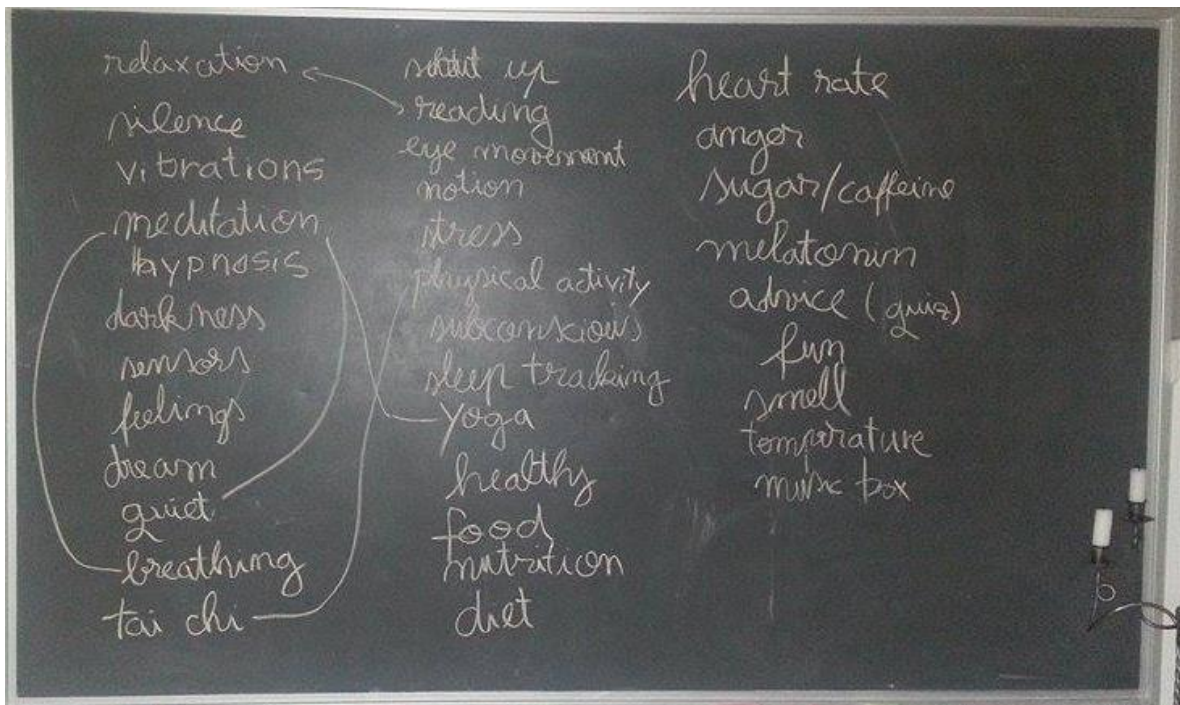 relaxation
silence
vibrations
meditation
hypnosis
darkness
sensors
feelings
dream
quiet
breathing
tai chi
shut up
reading
eye movement
motion
stress
physical activity
subconscious
sleep tracking
yoga
healthy
food
nutrition
diet
heart rate
anger
sugar/caffeine
melatonin
advice (quiz)
fun
smell
temperature
music box